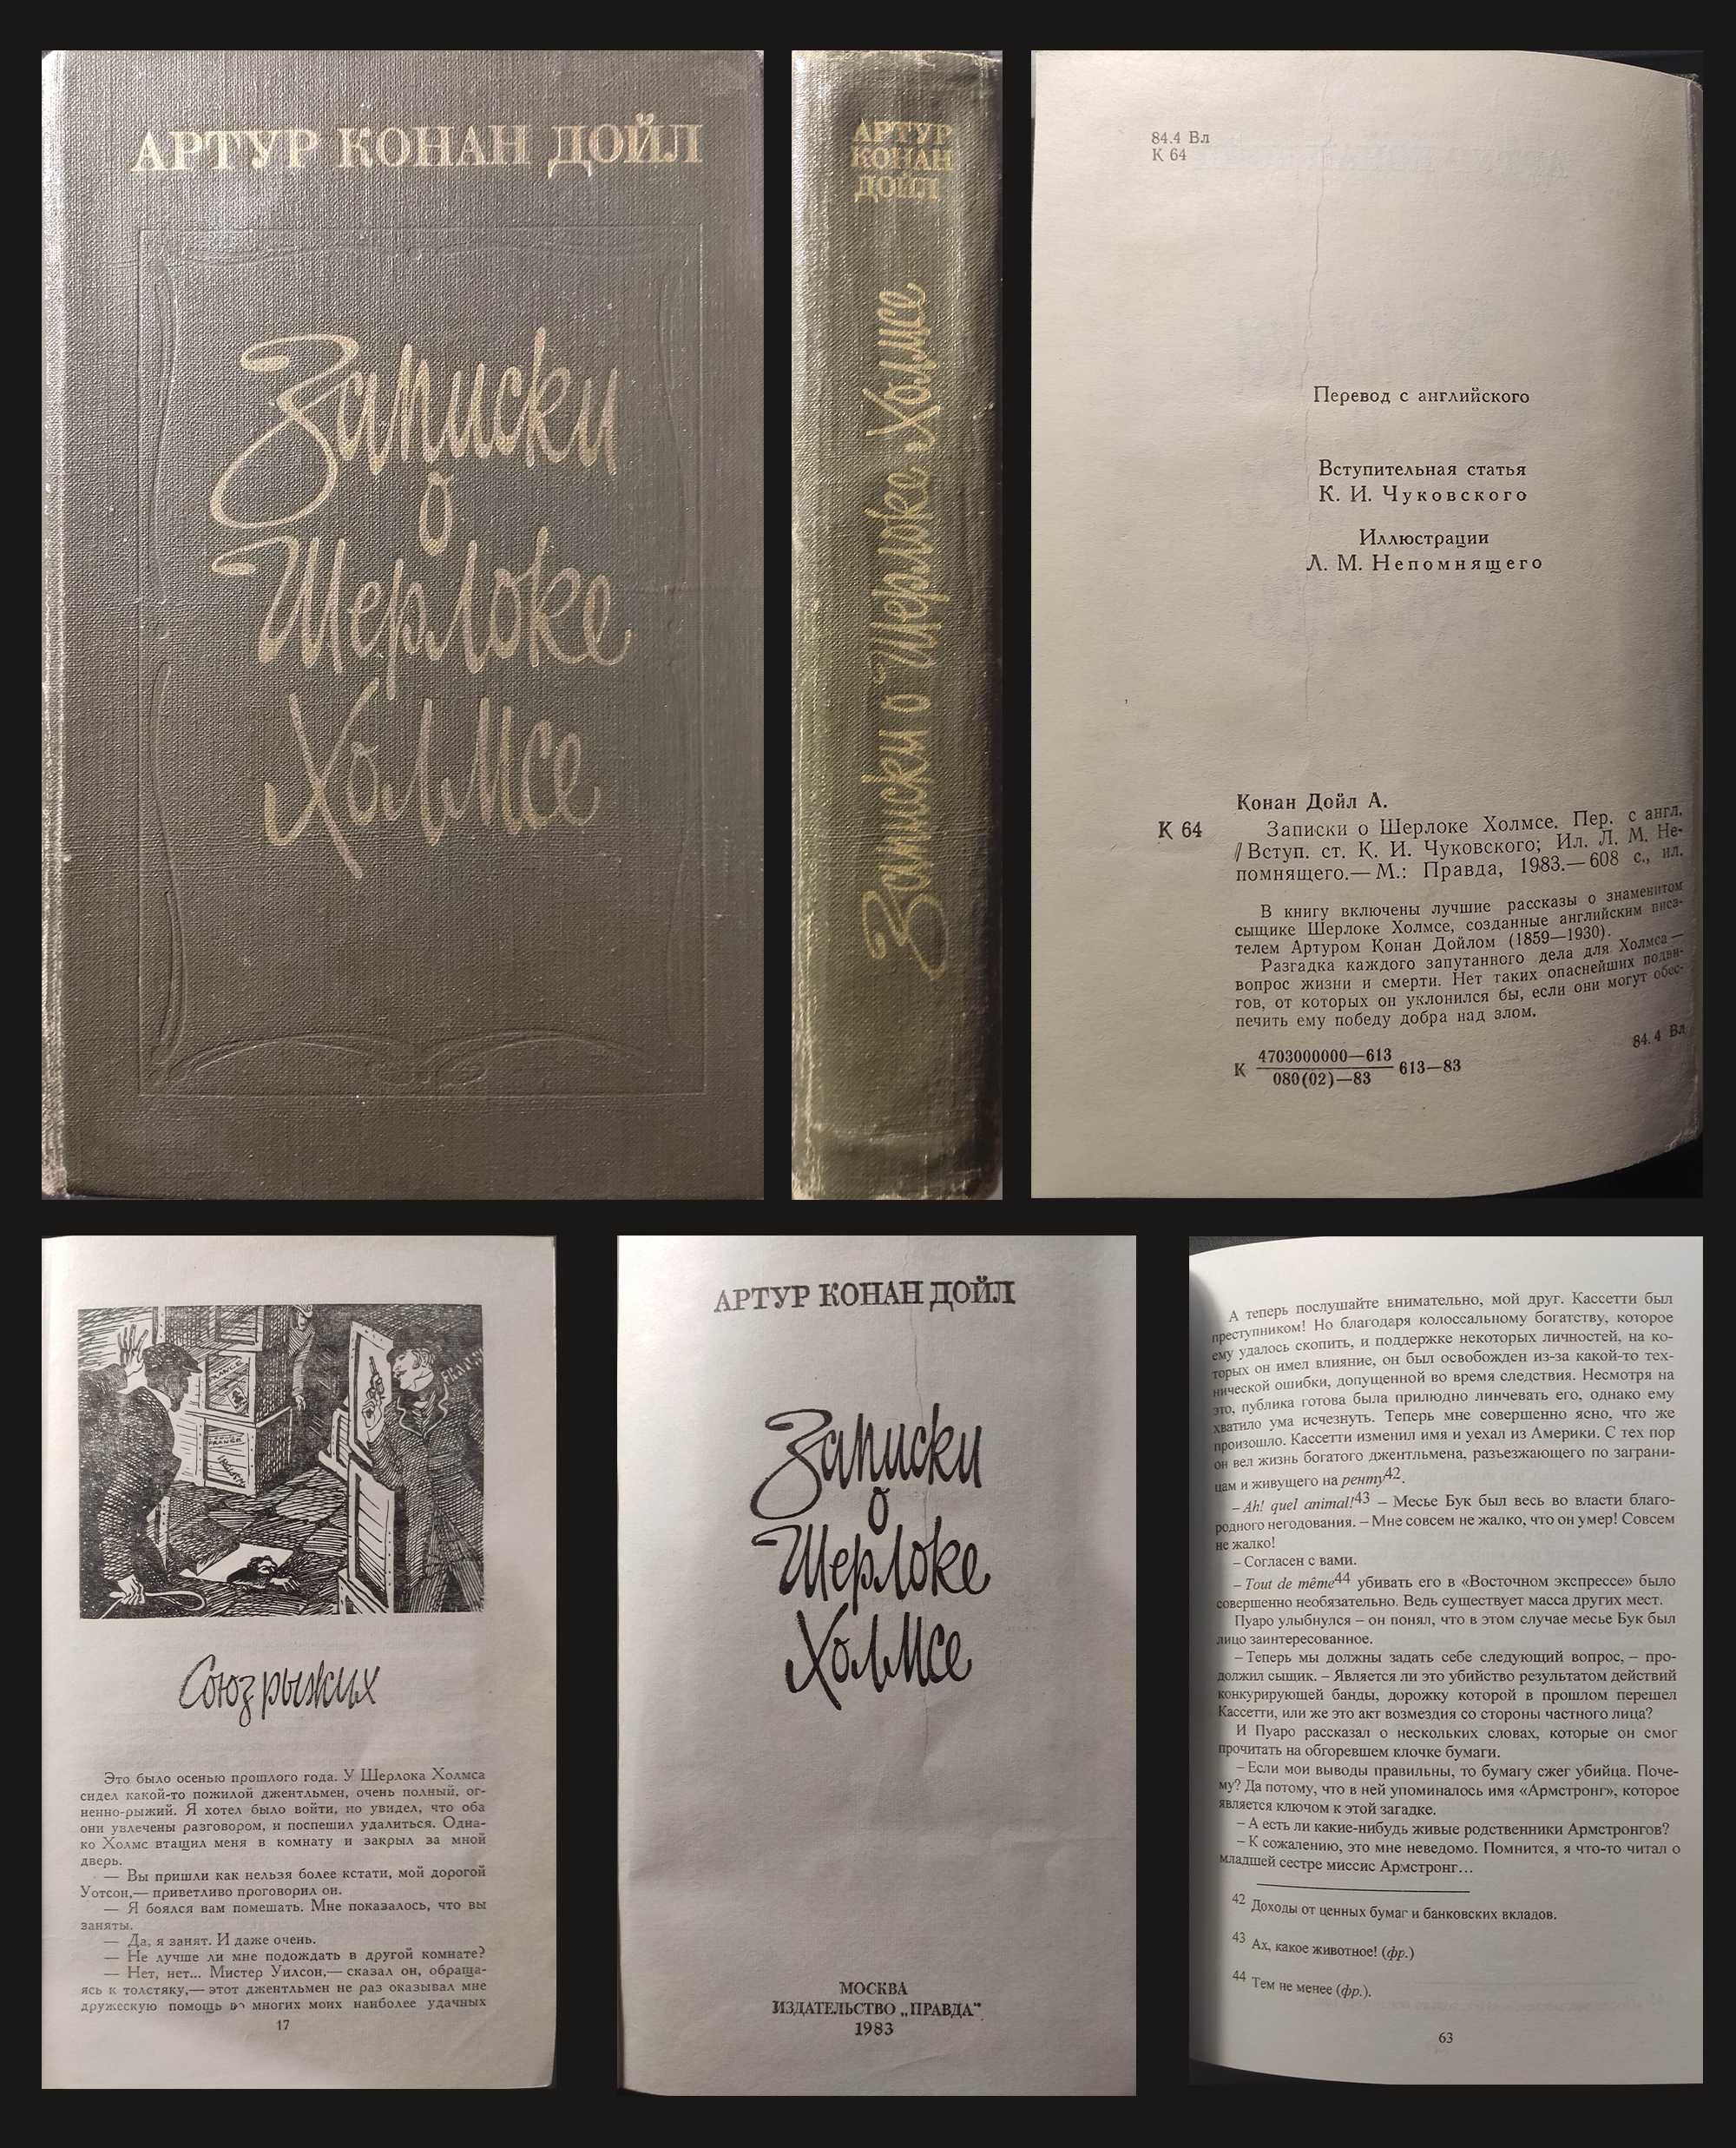 АРТУР КОНАН ДОЙЛ
Записки
о
Шерлоке
Холмсе
АРТУР
КОНАН
ДОЙЛ
Записки о Шерлоке Холмсе
84.4 Вл
К 64
Перевод с английского
Вступительная статья
К. И. Чуковского
Иллюстрации
Л. М. Непомнящего
Конан Дойл А.
К 64 Записки о Шерлоке Холмсе. Пер. с англ.
/Вступ. ст. К. И. Чуковского; Ил. Л. М. Не-
помнящего.— М.: Правда, 1983.— 608 с., ил.
В книгу включены лучшие рассказы о знаменитом
сыщике Шерлоке Холмсе, созданные английским писа-
телем Артуром Конан Дойлом (1859—1930).
Разгадка каждого запутанного дела для Холмса —
вопрос жизни и смерти. Нет таких опаснейших подви-
гов, от которых он уклонился бы, если они могут обес-
печить ему победу добра над злом.
84.4 Вл
К 4703000000—613
080(02)—83 613—83
Союз рыжих
Это было осенью прошлого года. У Шерлока Холмса
сидел какой-то пожилой джентльмен, очень полный, ог-
ненно-рыжий. Я хотел было войти, но увидел, что оба
они увлечены разговором, и поспешил удалиться. Одна-
ко Холмс втащил меня в комнату и закрыл за мной
дверь.
— Вы пришли как нельзя более кстати, мой дорогой
Уотсон,— приветливо проговорил он.
— Я боялся вам помешать. Мне показалось, что вы
заняты.
— Да, я занят. И даже очень.
— Не лучше ли мне подождать в другой комнате?
— Нет, нет... Мистер Уилсон,— сказал он, обраща-
ясь к толстяку,— этот джентльмен не раз оказывал мне
дружескую помощь во многих моих наиболее удачных
17
АРТУР КОНАН ДОЙЛ
Записки
о
Шерлоке
Холмсе
МОСКВА
ИЗДАТЕЛЬСТВО „ПРАВДА"
1983
А теперь послушайте внимательно, мой друг. Кассетти был
преступником! Но благодаря колоссальному богатству, которое
ему удалось скопить, и поддержке некоторых личностей, на ко-
торых он имел влияние, он был освобожден из-за какой-то тех-
нической ошибки, допущенной во время следствия. Несмотря на
это, публика готова была прилюдно линчевать его, однако ему
хватило ума исчезнуть. Теперь мне совершенно ясно, что же
произошло. Кассетти изменил имя и уехал из Америки. С тех пор
он вел жизнь богатого джентльмена, разъезжающего по заграни-
цам и живущего на ренту42.
– Ah! quel animal!43 – Месье Бук был весь во власти благо-
родного негодования. – Мне совсем не жалко, что он умер! Совсем
не жалко!
– Согласен с вами.
– Tout de même44 убивать его в «Восточном экспрессе» было
совершенно необязательно. Ведь существует масса других мест.
Пуаро улыбнулся – он понял, что в этом случае месье Бук был
лицо заинтересованное.
– Теперь мы должны задать себе следующий вопрос, – про-
должил сыщик. – Является ли это убийство результатом действий
конкурирующей банды, дорожку которой в прошлом перешел
Кассетти, или же это акт возмездия со стороны частного лица?
И Пуаро рассказал о нескольких словах, которые он смог
прочитать на обгоревшем клочке бумаги.
– Если мои выводы правильны, то бумагу сжег убийца. Поче-
му? Да потому, что в ней упоминалось имя «Армстронг», которое
является ключом к этой загадке.
– А есть ли какие-нибудь живые родственники Армстронгов?
– К сожалению, это мне неведомо. Помнится, я что-то читал о
младшей сестре миссис Армстронг…
42 Доходы от ценных бумаг и банковских вкладов.
43 Ах, какое животное! (фр.)
44 Тем не менее (фр.).
63